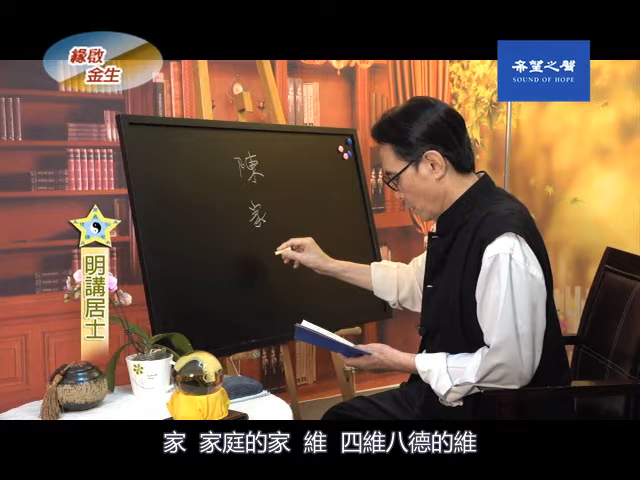 緣啟
金生
希望之聲
SOUND OF HOPE
陳
家
明講居士
家 家庭的家 維 四維八德的維